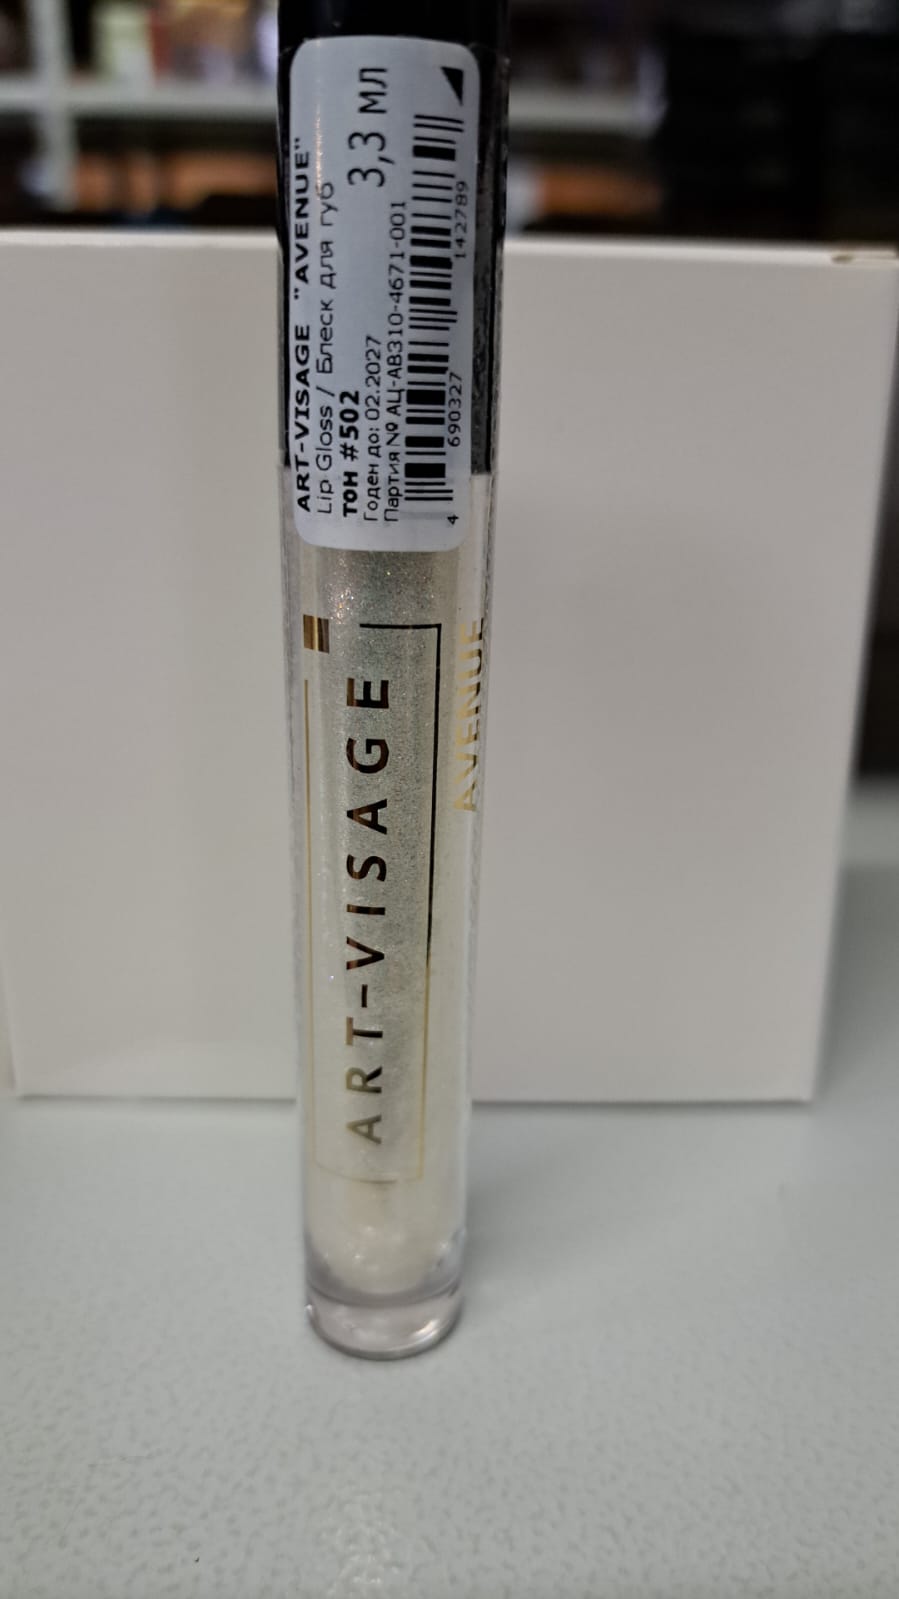 ART-VISAGE "AVENUE"
Lip Gloss / Блеск для губ
тон #502
3,3 мл
Годен до: 02.2027
Партия № АЦ-АВ310-4671-001
4 690327 142789
ART-VISAGE
AVENUE